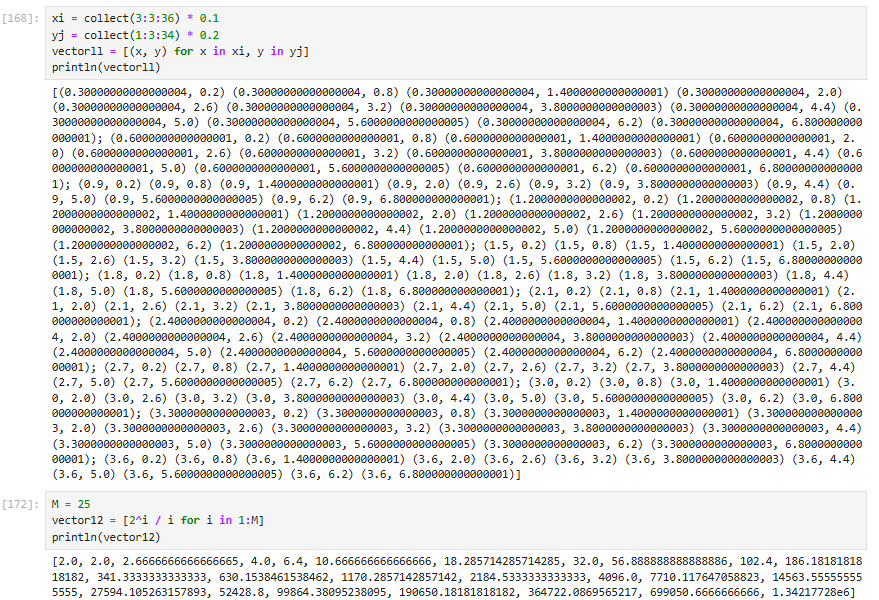 [168]: xi = collect(3:3:36) * 0.1
yj = collect(1:3:34) * 0.2
vector11 = [(x, y) for x in xi, y in yj]
println(vector11)
[(0.30000000000000004, 0.2) (0.30000000000000004, 0.8) (0.30000000000000004, 1.4000000000000001) (0.30000000000000004, 2.0)
(0.30000000000000004, 2.6) (0.30000000000000004, 3.2) (0.30000000000000004, 3.8000000000000003) (0.30000000000000004, 4.4) (0.
30000000000000004, 5.0) (0.30000000000000004, 5.6000000000000005) (0.30000000000000004, 6.2) (0.30000000000000004, 6.800000000
000001); (0.6000000000000001, 0.2) (0.6000000000000001, 0.8) (0.6000000000000001, 1.4000000000000001) (0.6000000000000001, 2.
0) (0.6000000000000001, 2.6) (0.6000000000000001, 3.2) (0.6000000000000001, 3.8000000000000003) (0.6000000000000001, 4.4) (0.6
000000000000001, 5.0) (0.6000000000000001, 5.6000000000000005) (0.6000000000000001, 6.2) (0.6000000000000001, 6.80000000000000
1); (0.9, 0.2) (0.9, 0.8) (0.9, 1.4000000000000001) (0.9, 2.0) (0.9, 2.6) (0.9, 3.2) (0.9, 3.8000000000000003) (0.9, 4.4) (0.
9, 5.0) (0.9, 5.6000000000000005) (0.9, 6.2) (0.9, 6.800000000000001); (1.2000000000000002, 0.2) (1.2000000000000002, 0.8) (1.
2000000000000002, 1.4000000000000001) (1.2000000000000002, 2.0) (1.2000000000000002, 2.6) (1.2000000000000002, 3.2) (1.2000000
000000002, 3.8000000000000003) (1.2000000000000002, 4.4) (1.2000000000000002, 5.0) (1.2000000000000002, 5.6000000000000005)
(1.2000000000000002, 6.2) (1.2000000000000002, 6.800000000000001); (1.5, 0.2) (1.5, 0.8) (1.5, 1.4000000000000001) (1.5, 2.0)
(1.5, 2.6) (1.5, 3.2) (1.5, 3.8000000000000003) (1.5, 4.4) (1.5, 5.0) (1.5, 5.6000000000000005) (1.5, 6.2) (1.5, 6.80000000000
0001); (1.8, 0.2) (1.8, 0.8) (1.8, 1.4000000000000001) (1.8, 2.0) (1.8, 2.6) (1.8, 3.2) (1.8, 3.8000000000000003) (1.8, 4.4)
(1.8, 5.0) (1.8, 5.6000000000000005) (1.8, 6.2) (1.8, 6.800000000000001); (2.1, 0.2) (2.1, 0.8) (2.1, 1.4000000000000001) (2.
1, 2.0) (2.1, 2.6) (2.1, 3.2) (2.1, 3.8000000000000003) (2.1, 4.4) (2.1, 5.0) (2.1, 5.6000000000000005) (2.1, 6.2) (2.1, 6.800
000000000001); (2.4000000000000004, 0.2) (2.4000000000000004, 0.8) (2.4000000000000004, 1.4000000000000001) (2.400000000000000
4, 2.0) (2.4000000000000004, 2.6) (2.4000000000000004, 3.2) (2.4000000000000004, 3.8000000000000003) (2.4000000000000004, 4.4)
(2.4000000000000004, 5.0) (2.4000000000000004, 5.6000000000000005) (2.4000000000000004, 6.2) (2.4000000000000004, 6.8000000000
00001); (2.7, 0.2) (2.7, 0.8) (2.7, 1.4000000000000001) (2.7, 2.0) (2.7, 2.6) (2.7, 3.2) (2.7, 3.8000000000000003) (2.7, 4.4)
(2.7, 5.0) (2.7, 5.6000000000000005) (2.7, 6.2) (2.7, 6.800000000000001); (3.0, 0.2) (3.0, 0.8) (3.0, 1.4000000000000001) (3.
0, 2.0) (3.0, 2.6) (3.0, 3.2) (3.0, 3.8000000000000003) (3.0, 4.4) (3.0, 5.0) (3.0, 5.6000000000000005) (3.0, 6.2) (3.0, 6.800
000000000001); (3.3000000000000003, 0.2) (3.3000000000000003, 0.8) (3.3000000000000003, 1.4000000000000001) (3.300000000000000
3, 2.0) (3.3000000000000003, 2.6) (3.3000000000000003, 3.2) (3.3000000000000003, 3.8000000000000003) (3.3000000000000003, 4.4)
(3.3000000000000003, 5.0) (3.3000000000000003, 5.6000000000000005) (3.3000000000000003, 6.2) (3.3000000000000003, 6.8000000000
00001); (3.6, 0.2) (3.6, 0.8) (3.6, 1.4000000000000001) (3.6, 2.0) (3.6, 2.6) (3.6, 3.2) (3.6, 3.8000000000000003) (3.6, 4.4)
(3.6, 5.0) (3.6, 5.6000000000000005) (3.6, 6.2) (3.6, 6.800000000000001)]
[172]: M = 25
vector12 = [2^i / i for i in 1:M]
println(vector12)
[2.0, 2.0, 2.6666666666666665, 4.0, 6.4, 10.666666666666666, 18.285714285714285, 32.0, 56.888888888888886, 102.4, 186.18181818
18182, 341.3333333333333, 630.1538461538462, 1170.2857142857142, 2184.5333333333333, 4096.0, 7710.117647058823, 14563.55555555
5555, 27594.105263157893, 52428.8, 99864.38095238095, 190650.18181818182, 364722.0869565217, 699050.6666666666, 1.34217728e6]